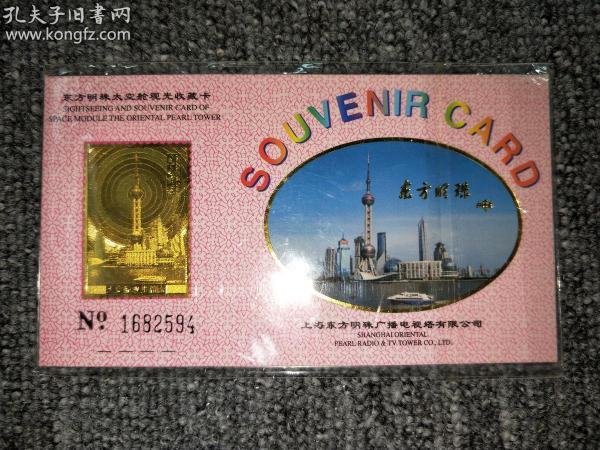 孔夫子旧书网
www.kongfz.com
东方明珠太空舱观光收藏卡
SIGHTSEEING AND SOUVENIR CARD OF
SPACE MODULE THE ORIENTAL PEARL TOWER
SOUVENIR CARD
东方明珠
No 1682594
上海东方明珠广播电视塔有限公司
SHANGHAI ORIENTAL
PEARL RADIO & TV TOWER CO., LTD.